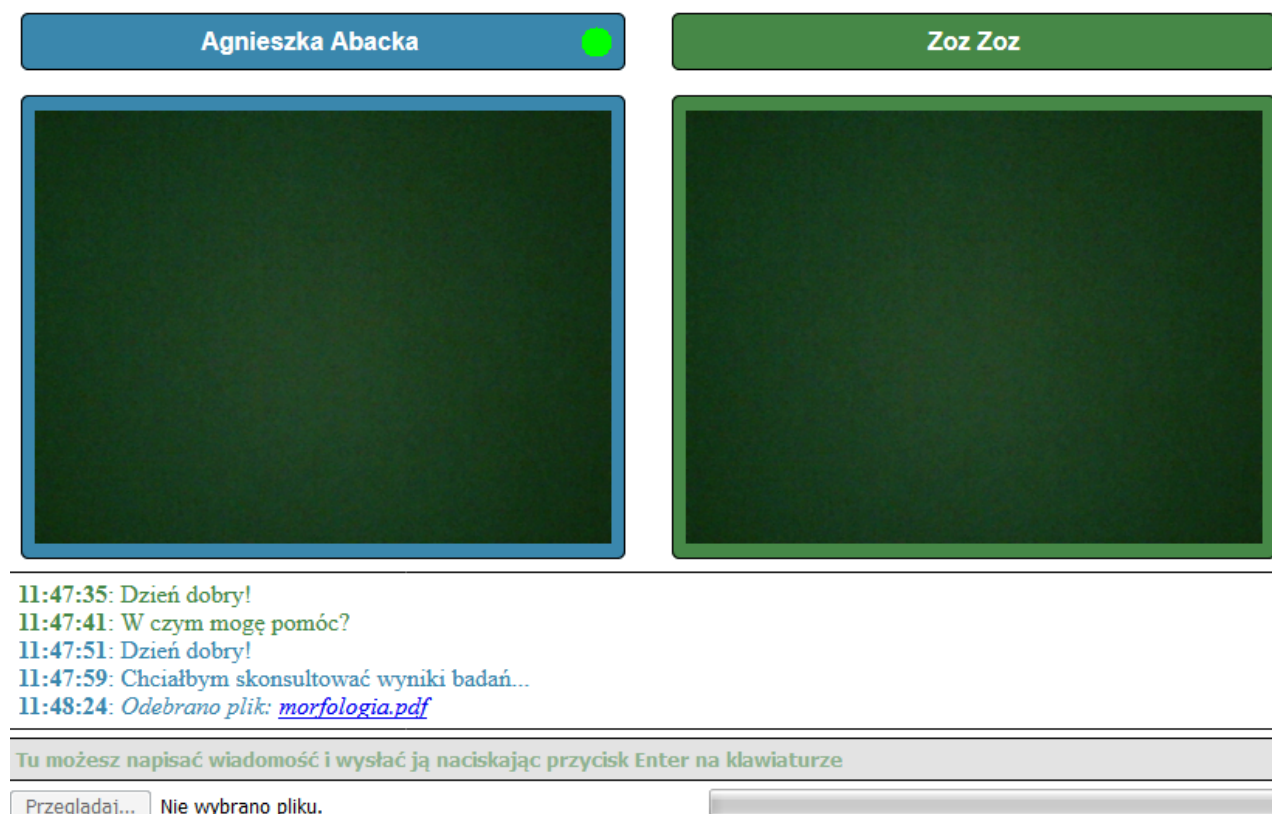 Agnieszka Abacka
Zoz Zoz
11:47:35: Dzień dobry!
11:47:41: W czym mogę pomóc?
11:47:51: Dzień dobry!
11:47:59: Chciałbym skonsultować wyniki badań...
11:48:24: Odebrano plik: morfologia.pdf
Tu możesz napisać wiadomość i wysłać ją naciskając przycisk Enter na klawiaturze
Przeglądaj... Nie wybrano pliku.